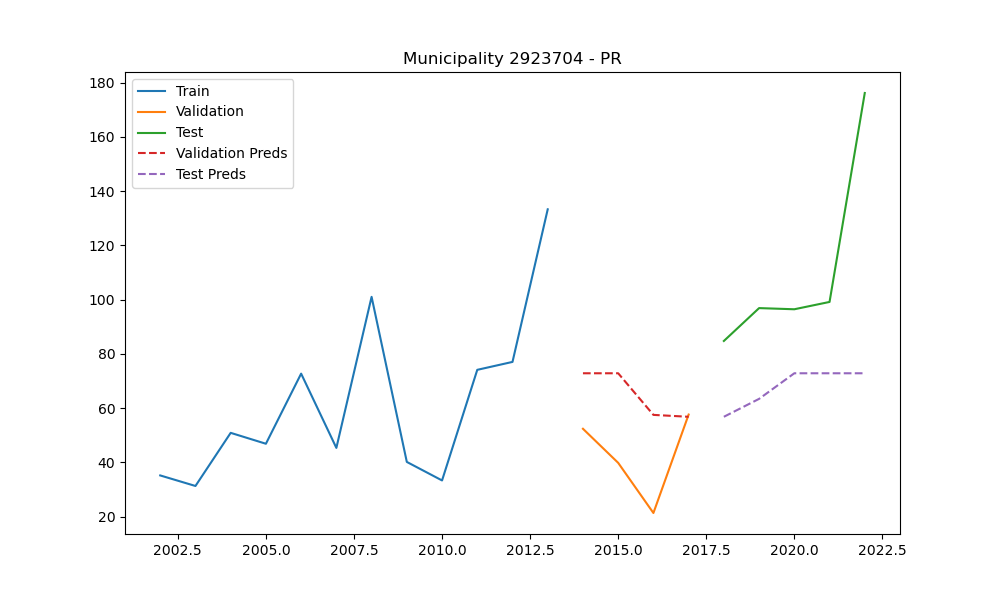 Municipality 2923704 - PR
Train
Validation
Test
Validation Preds
Test Preds
180
160
140
120
100
80
60
40
20
2002.5 2005.0 2007.5 2010.0 2012.5 2015.0 2017.5 2020.0 2022.5